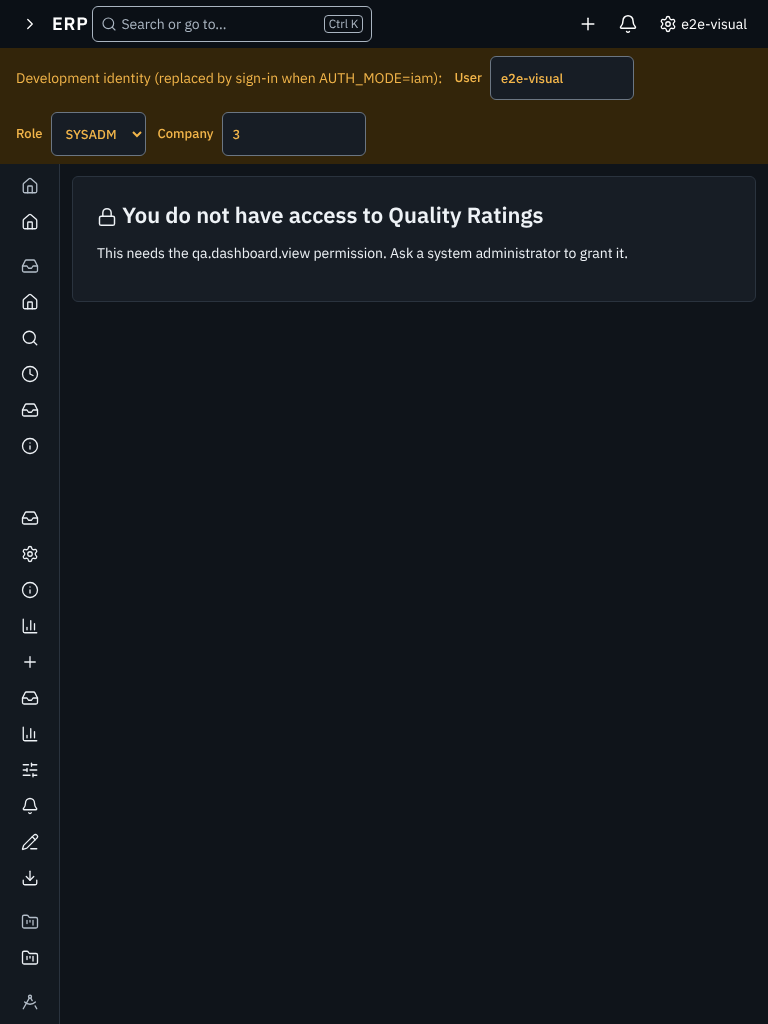 ERP
Search or go to...
Ctrl K
e2e-visual
Development identity (replaced by sign-in when AUTH_MODE=iam):
User
e2e-visual
Role
SYSADM
Company
3
You do not have access to Quality Ratings
This needs the qa.dashboard.view permission. Ask a system administrator to grant it.